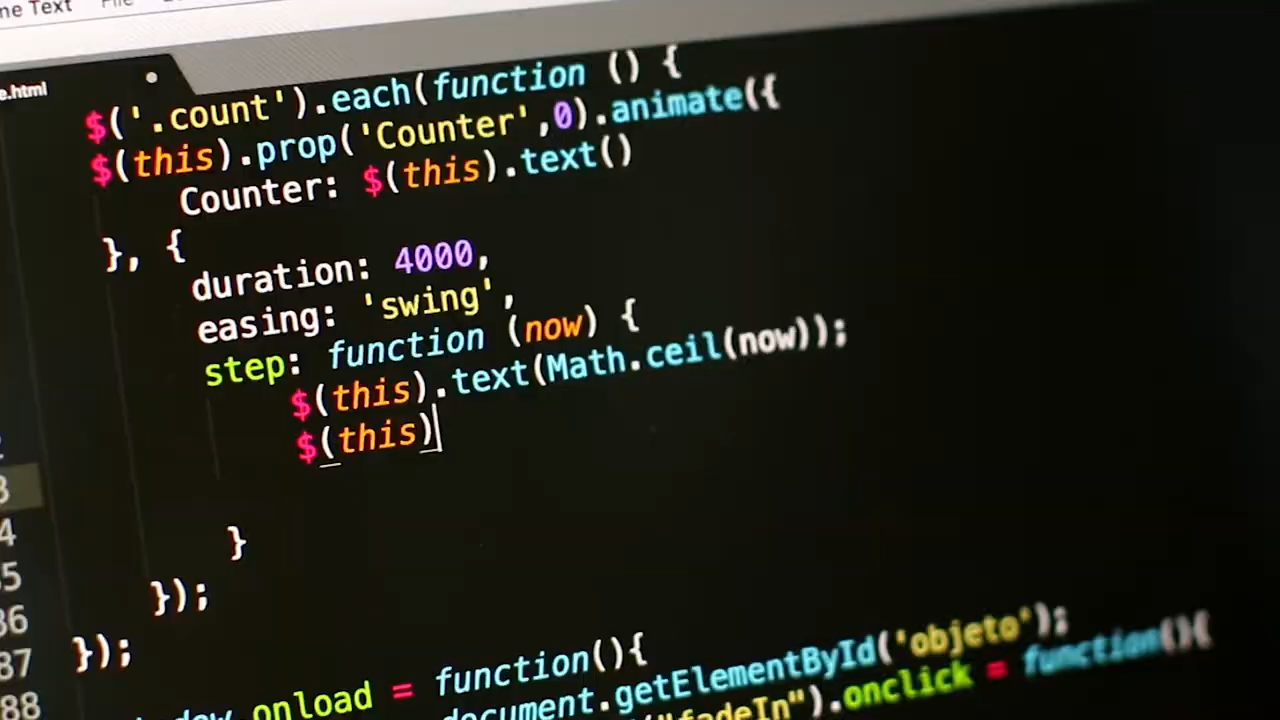 ne Text File
e.html
$('.count').each(function () {
$(this).prop('Counter',0).animate({
Counter: $(this).text()
}, {
duration: 4000,
easing: 'swing',
step: function (now) {
$(this).text(Math.ceil(now));
$(this)
3
4
}
35
});
36
});
87
onload = function(){
88
document.getElementById('objeto');
"fadeIn").onclick = function(){